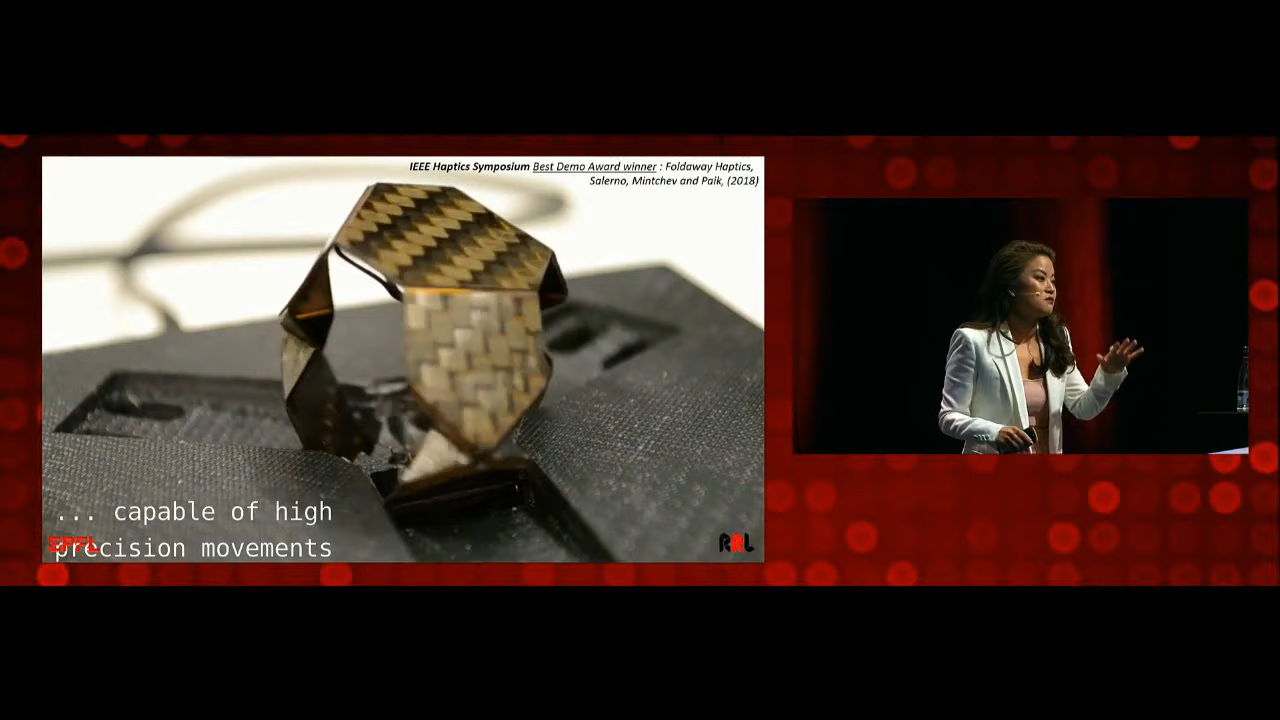 IEEE Haptics Symposium Best Demo Award winner : Foldaway Haptics,
Salerno, Mintchev and Paik, (2018)
... capable of high
precision movements
EPFL
RRL